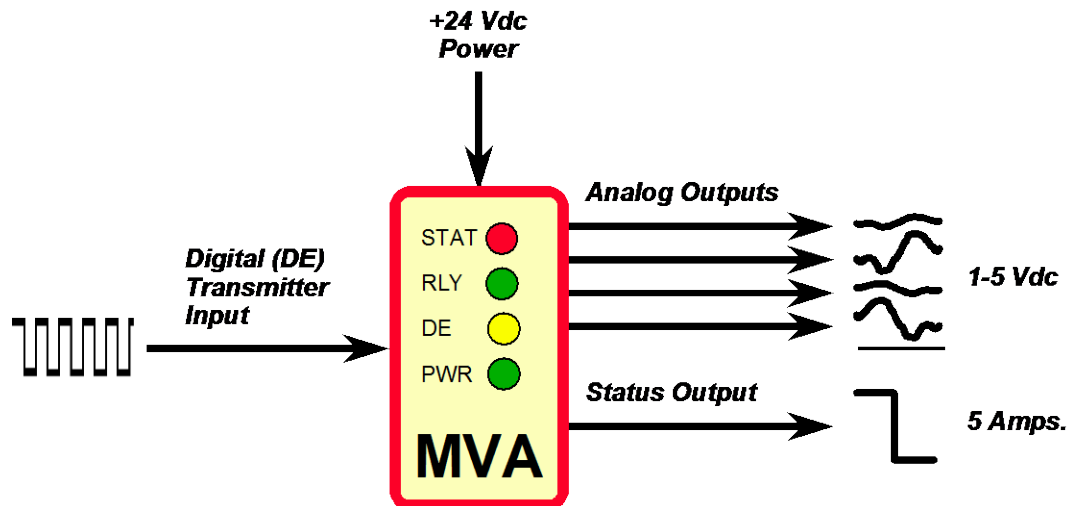 +24 Vdc
Power
Analog Outputs
STAT
RLY
DE
PWR
MVA
Digital (DE)
Transmitter
Input
1-5 Vdc
Status Output
5 Amps.